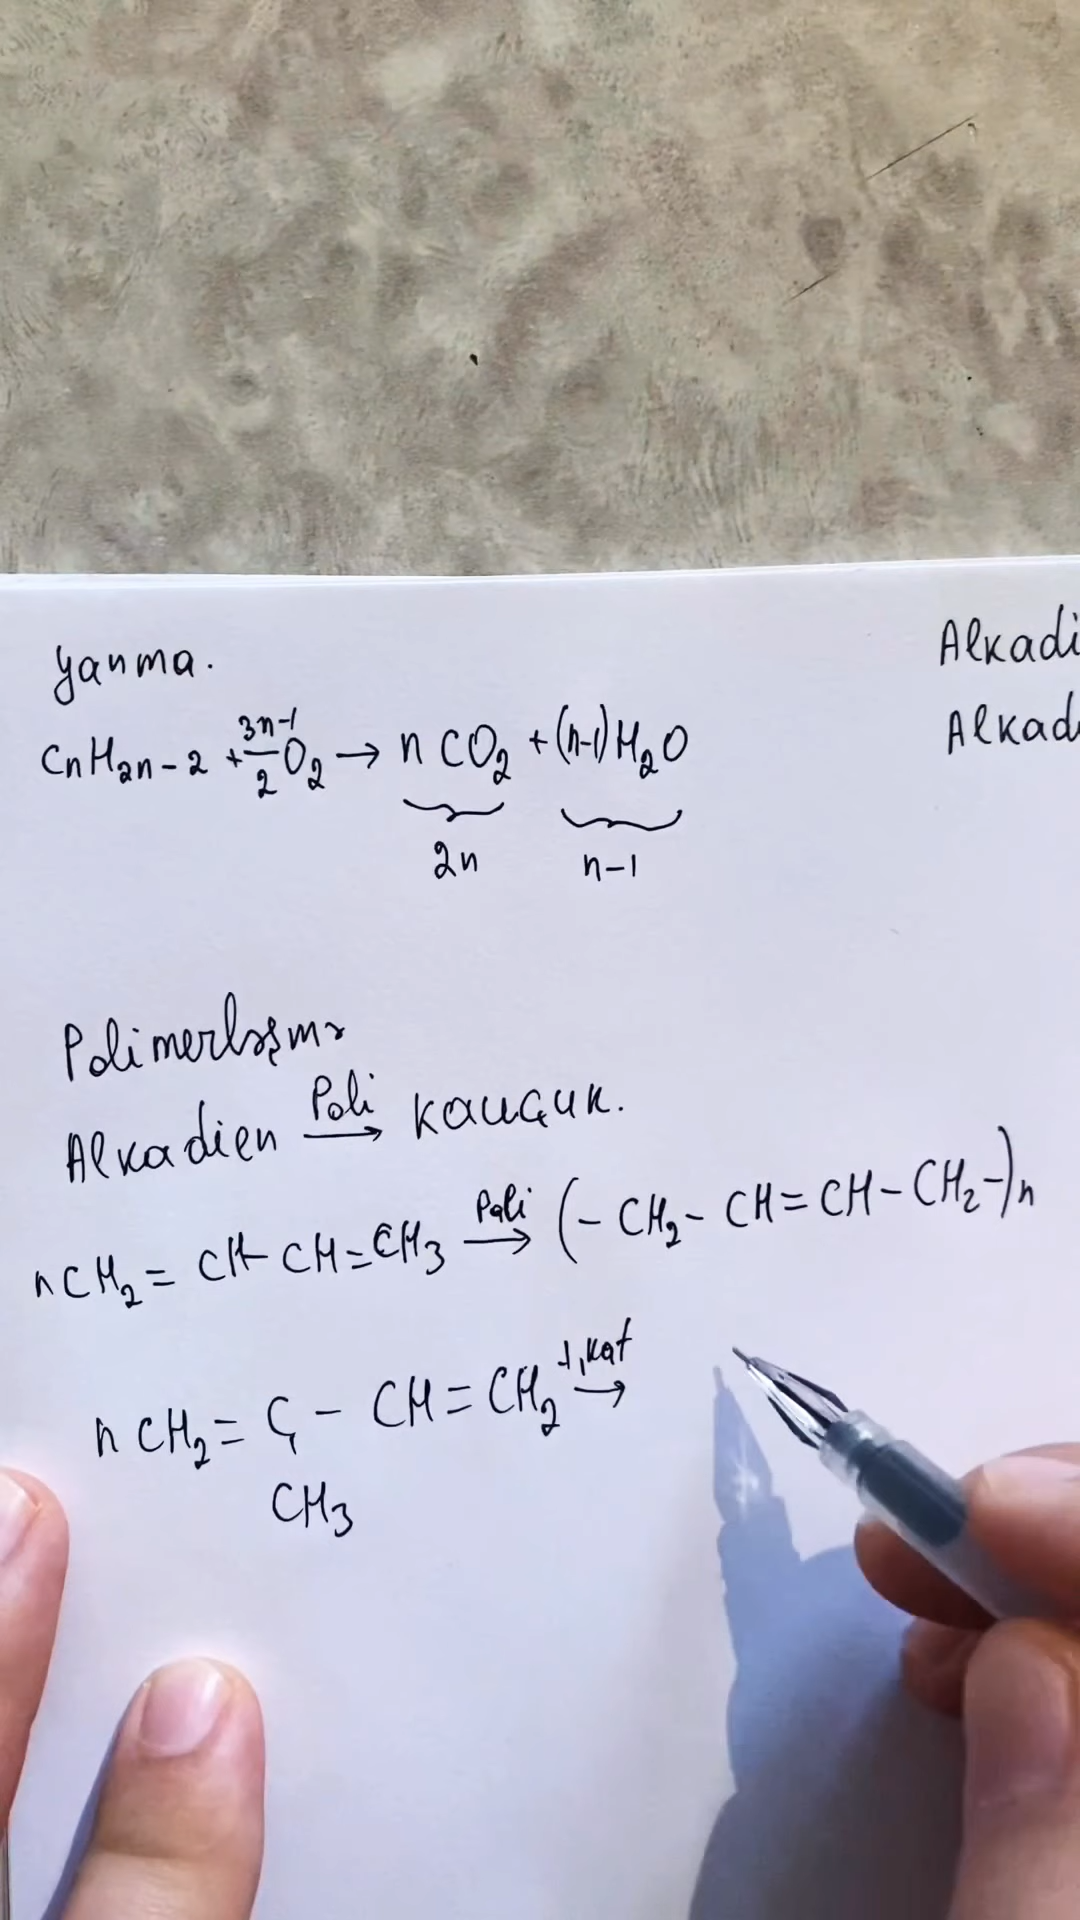 Yanma.
Alkadi
CnH2n-2 + 3n-1/2 O2 → n CO2 + (n-1)H2O
Alkad
2n
n-1
Polimerləşmə
Alkadien Poli → kauçuk.
nCH2 = CH - CH = CH3 Poli → (- CH2 - CH = CH - CH2 -)n
n CH2 = C - CH = CH2 t, kat →
CH3